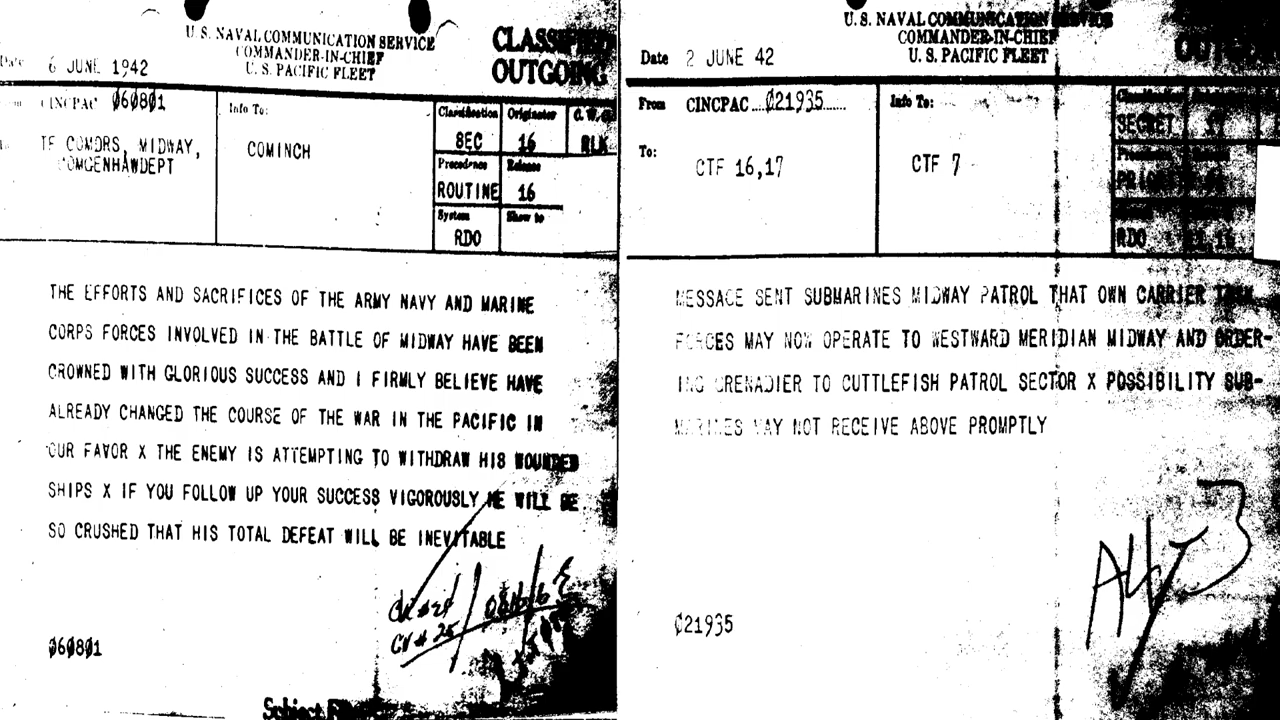 U. S. NAVAL COMMUNICATION SERVICE
COMMANDER-IN-CHIEF
U. S. PACIFIC FLEET
CLASSIFIED
OUTGOING
Date 6 JUNE 1942
CINCPAC 060801
Info To:
Classification
Originator
SEC
16
TF COMDRS, MIDWAY,
COMGENHAWDEPT
COMINCH
Precedence
Release
ROUTINE
16
System
Show to
RDO
THE EFFORTS AND SACRIFICES OF THE ARMY NAVY AND MARINE
CORPS FORCES INVOLVED IN THE BATTLE OF MIDWAY HAVE BEEN
CROWNED WITH GLORIOUS SUCCESS AND I FIRMLY BELIEVE HAVE
ALREADY CHANGED THE COURSE OF THE WAR IN THE PACIFIC IN
OUR FAVOR X THE ENEMY IS ATTEMPTING TO WITHDRAW HIS WOUNDED
SHIPS X IF YOU FOLLOW UP YOUR SUCCESS VIGOROUSLY HE WILL BE
SO CRUSHED THAT HIS TOTAL DEFEAT WILL BE INEVITABLE
060801
U. S. NAVAL COMMUNICATION SERVICE
COMMANDER-IN-CHIEF
U. S. PACIFIC FLEET
OUTGOING
Date 2 JUNE 42
From CINCPAC 021935
Info To:
SECRET
To:
CTF 16,17
CTF 7
RDO
MESSAGE SENT SUBMARINES MIDWAY PATROL THAT OWN CARRIER TASK
FORCES MAY NOW OPERATE TO WESTWARD MERIDIAN MIDWAY AND ORDER-
ING GRENADIER TO CUTTLEFISH PATROL SECTOR X POSSIBILITY SUB-
MARINES MAY NOT RECEIVE ABOVE PROMPTLY
021935